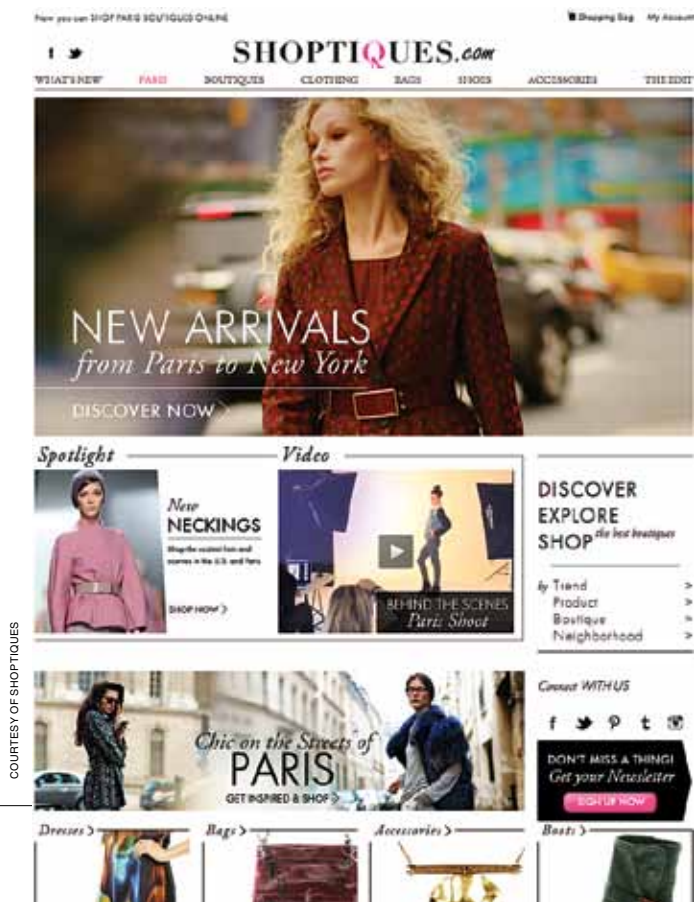 Now you can SHOP PARIS BOUTIQUES ONLINE
Shopping Bag My Account
SHOPTIQUES.com
WHAT'S NEW PARIS BOUTIQUES CLOTHING BAGS SHOES ACCESSORIES THE EDIT
NEW ARRIVALS
from Paris to New York
DISCOVER NOW >
Spotlight
New
NECKINGS
in the U.S. and Paris
SHOP NOW >
Video
BEHIND THE SCENES
Paris Shoot
DISCOVER
EXPLORE
SHOP the best boutiques
by Trend >
Product >
Boutique >
Neighborhood >
COURTESY OF SHOPTIQUES
Chic on the Streets of
PARIS
GET INSPIRED & SHOP >
Connect WITH US
DON'T MISS A THING!
Get your Newsletter
SIGN UP NOW
Dresses >
Bags >
Accessories >
Boots >